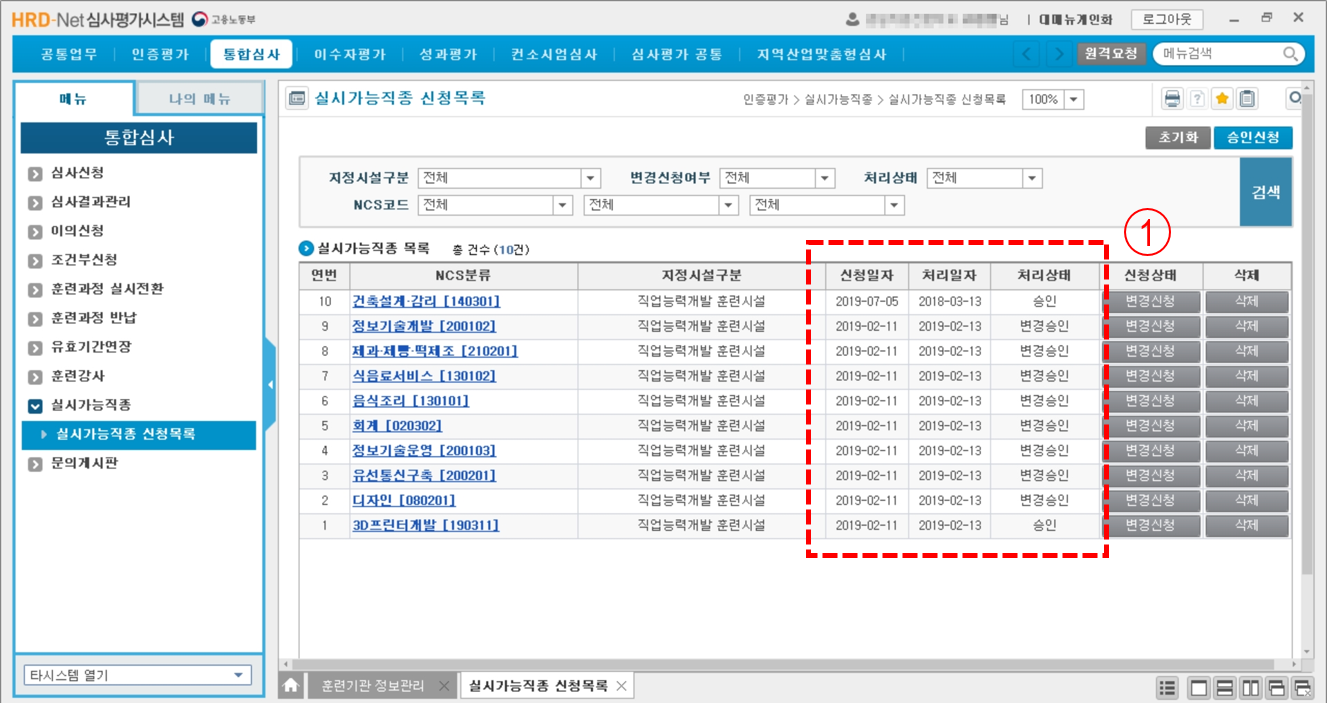 HRD-Net 심사평가시스템 고용노동부
님 | 대메뉴개인화 로그아웃
공통업무 인증평가 통합심사 이수자평가 성과평가 컨소시엄심사 심사평가 공통 지역산업맞춤형심사 원격요청 메뉴검색
메뉴 나의 메뉴
통합심사
심사신청
심사결과관리
이의신청
조건부신청
훈련과정 실시전환
훈련과정 반납
유효기간연장
훈련강사
실시가능직종
실시가능직종 신청목록
문의게시판
타시스템 열기
실시가능직종 신청목록 인증평가 > 실시가능직종 > 실시가능직종 신청목록 100%
초기화 승인신청
지정시설구분 전체 변경신청여부 전체 처리상태 전체
NCS코드 전체 전체 전체
검색
실시가능직종 목록 총 건수 (10건)
①
연번 NCS분류 지정시설구분 신청일자 처리일자 처리상태 신청상태 삭제
10 건축설계·감리 [140301] 직업능력개발 훈련시설 2019-07-05 2018-03-13 승인 변경신청 삭제
9 정보기술개발 [200102] 직업능력개발 훈련시설 2019-02-11 2019-02-13 변경승인 변경신청 삭제
8 제과·제빵·떡제조 [210201] 직업능력개발 훈련시설 2019-02-11 2019-02-13 변경승인 변경신청 삭제
7 식음료서비스 [130102] 직업능력개발 훈련시설 2019-02-11 2019-02-13 변경승인 변경신청 삭제
6 음식조리 [130101] 직업능력개발 훈련시설 2019-02-11 2019-02-13 변경승인 변경신청 삭제
5 회계 [020302] 직업능력개발 훈련시설 2019-02-11 2019-02-13 변경승인 변경신청 삭제
4 정보기술운영 [200103] 직업능력개발 훈련시설 2019-02-11 2019-02-13 변경승인 변경신청 삭제
3 유선통신구축 [200201] 직업능력개발 훈련시설 2019-02-11 2019-02-13 변경승인 변경신청 삭제
2 디자인 [080201] 직업능력개발 훈련시설 2019-02-11 2019-02-13 변경승인 변경신청 삭제
1 3D프린터개발 [190311] 직업능력개발 훈련시설 2019-02-11 2019-02-13 승인 변경신청 삭제
훈련기관 정보관리 실시가능직종 신청목록